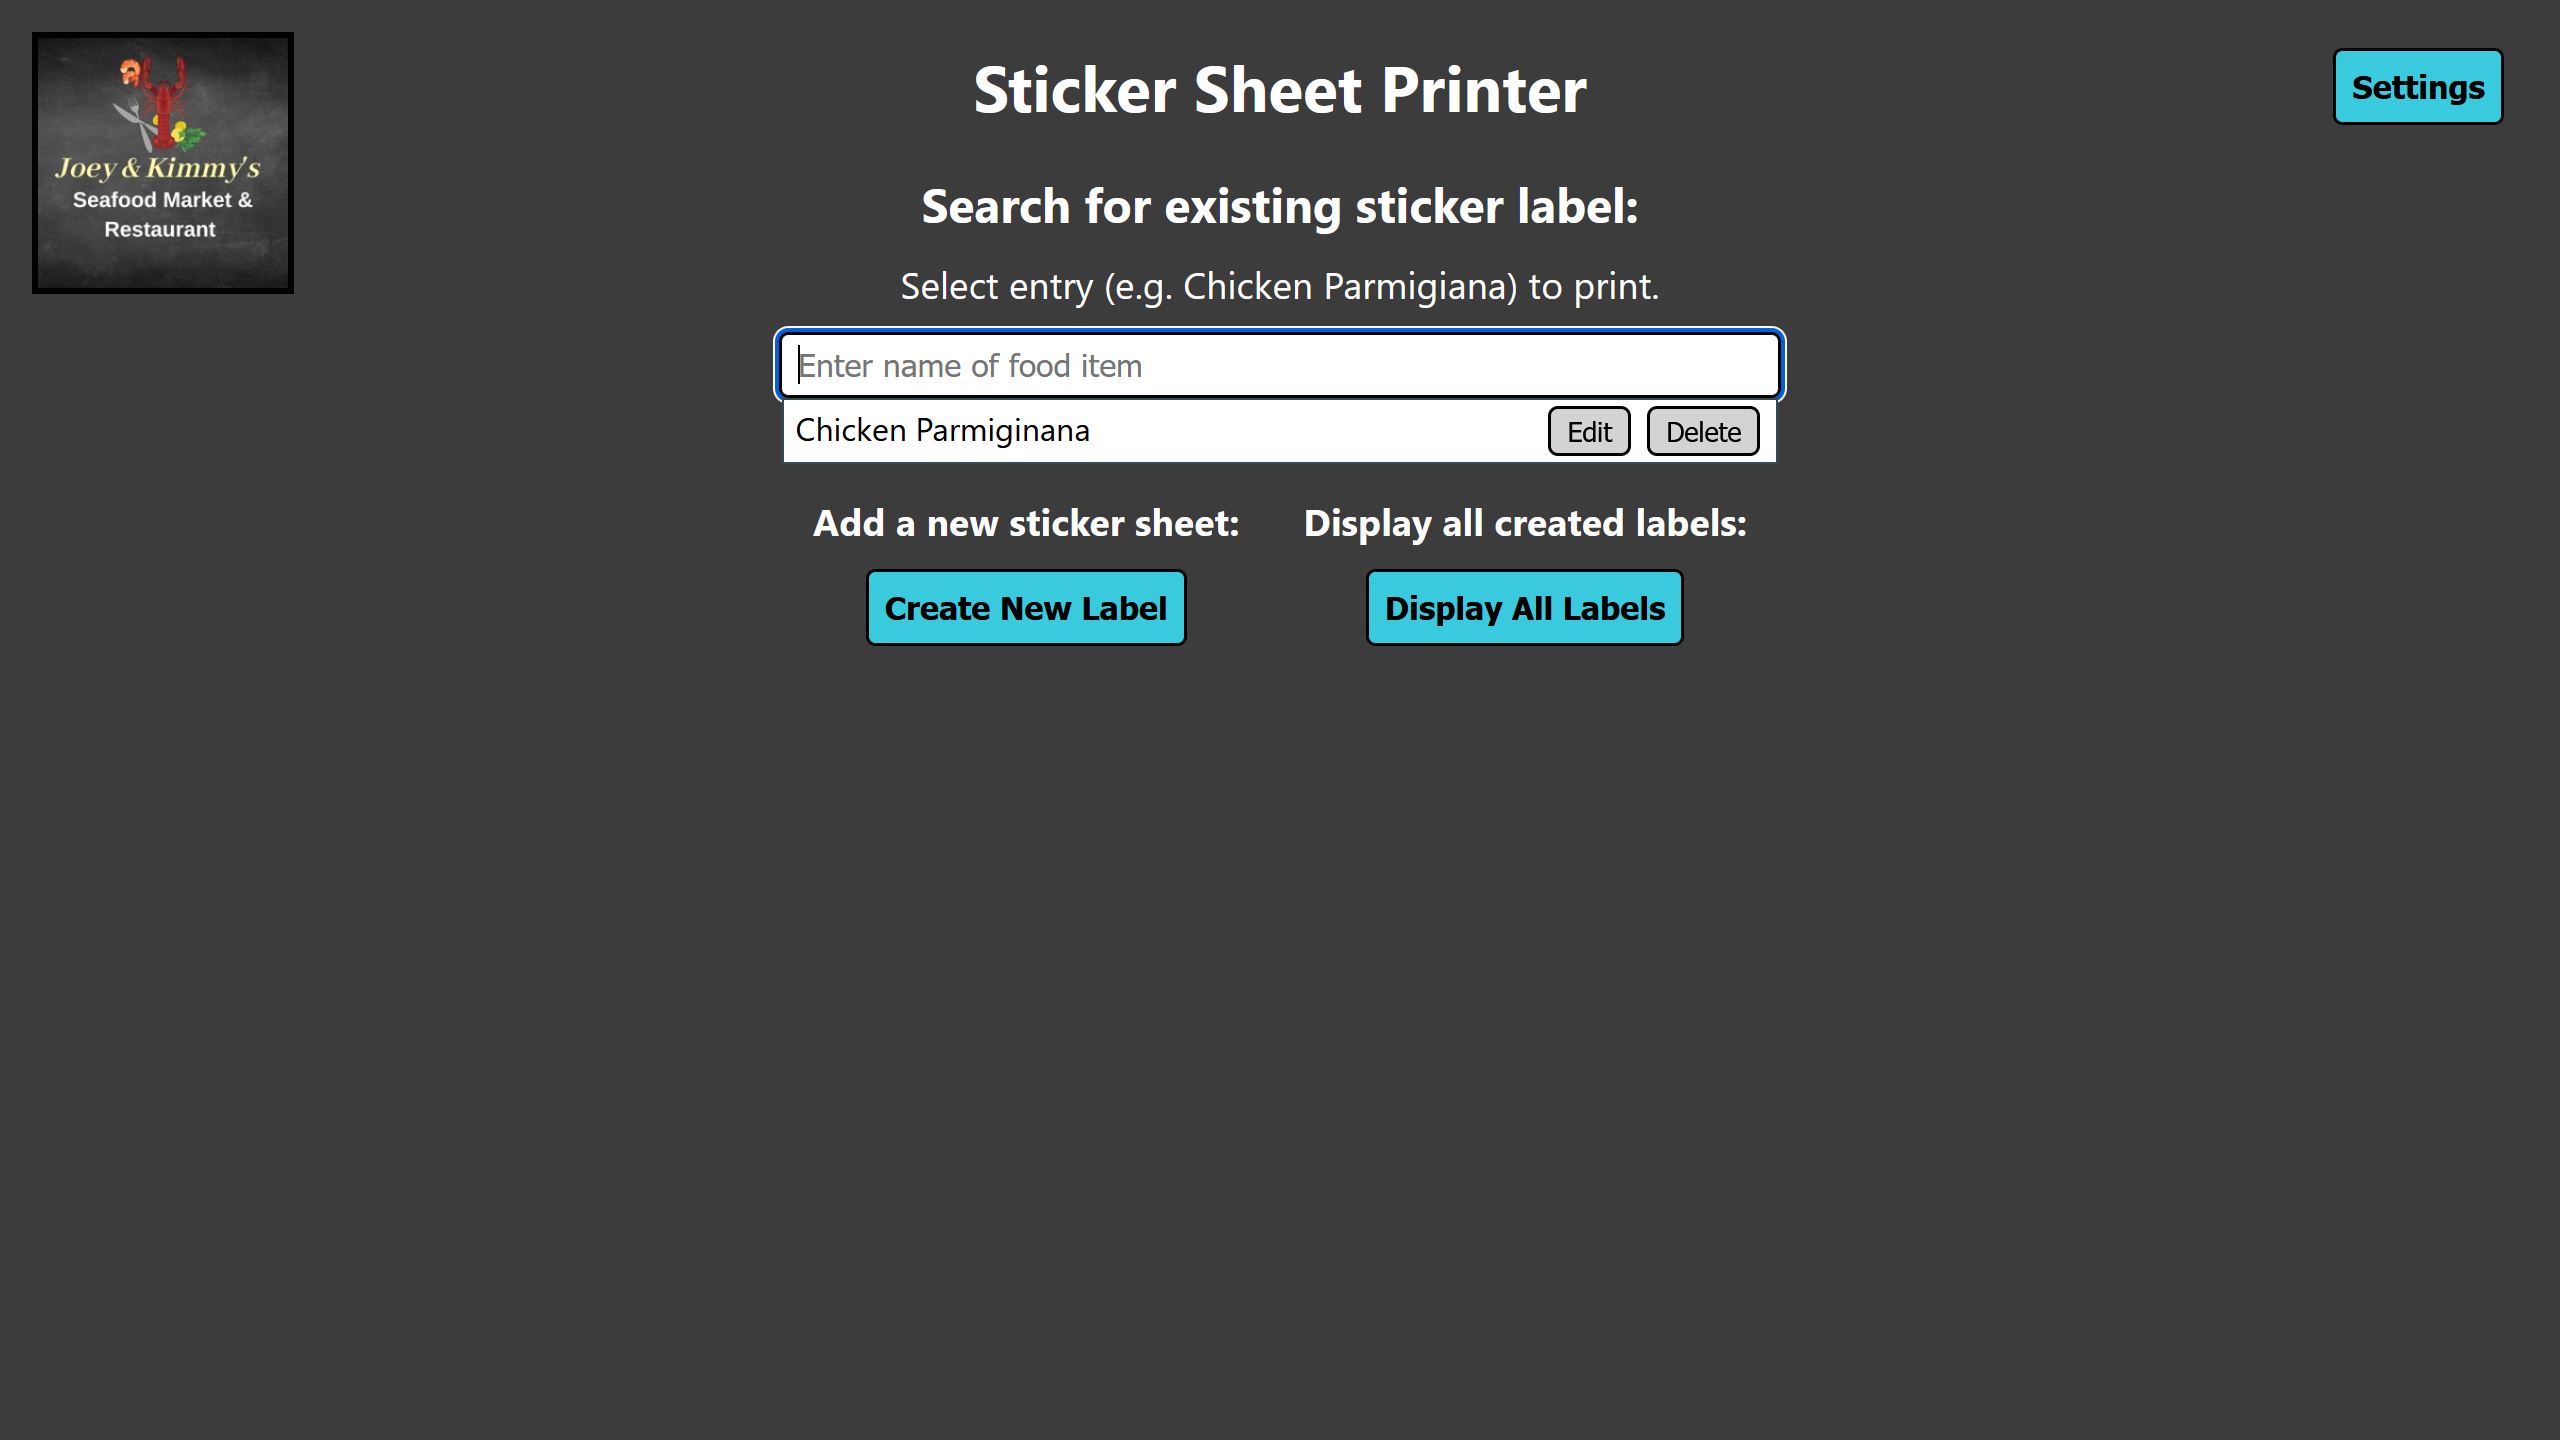 Joey & Kimmy's
Seafood Market &
Restaurant
Sticker Sheet Printer
Settings
Search for existing sticker label:
Select entry (e.g. Chicken Parmigiana) to print.
Enter name of food item
Chicken Parmiginana
Edit
Delete
Add a new sticker sheet:
Create New Label
Display all created labels:
Display All Labels